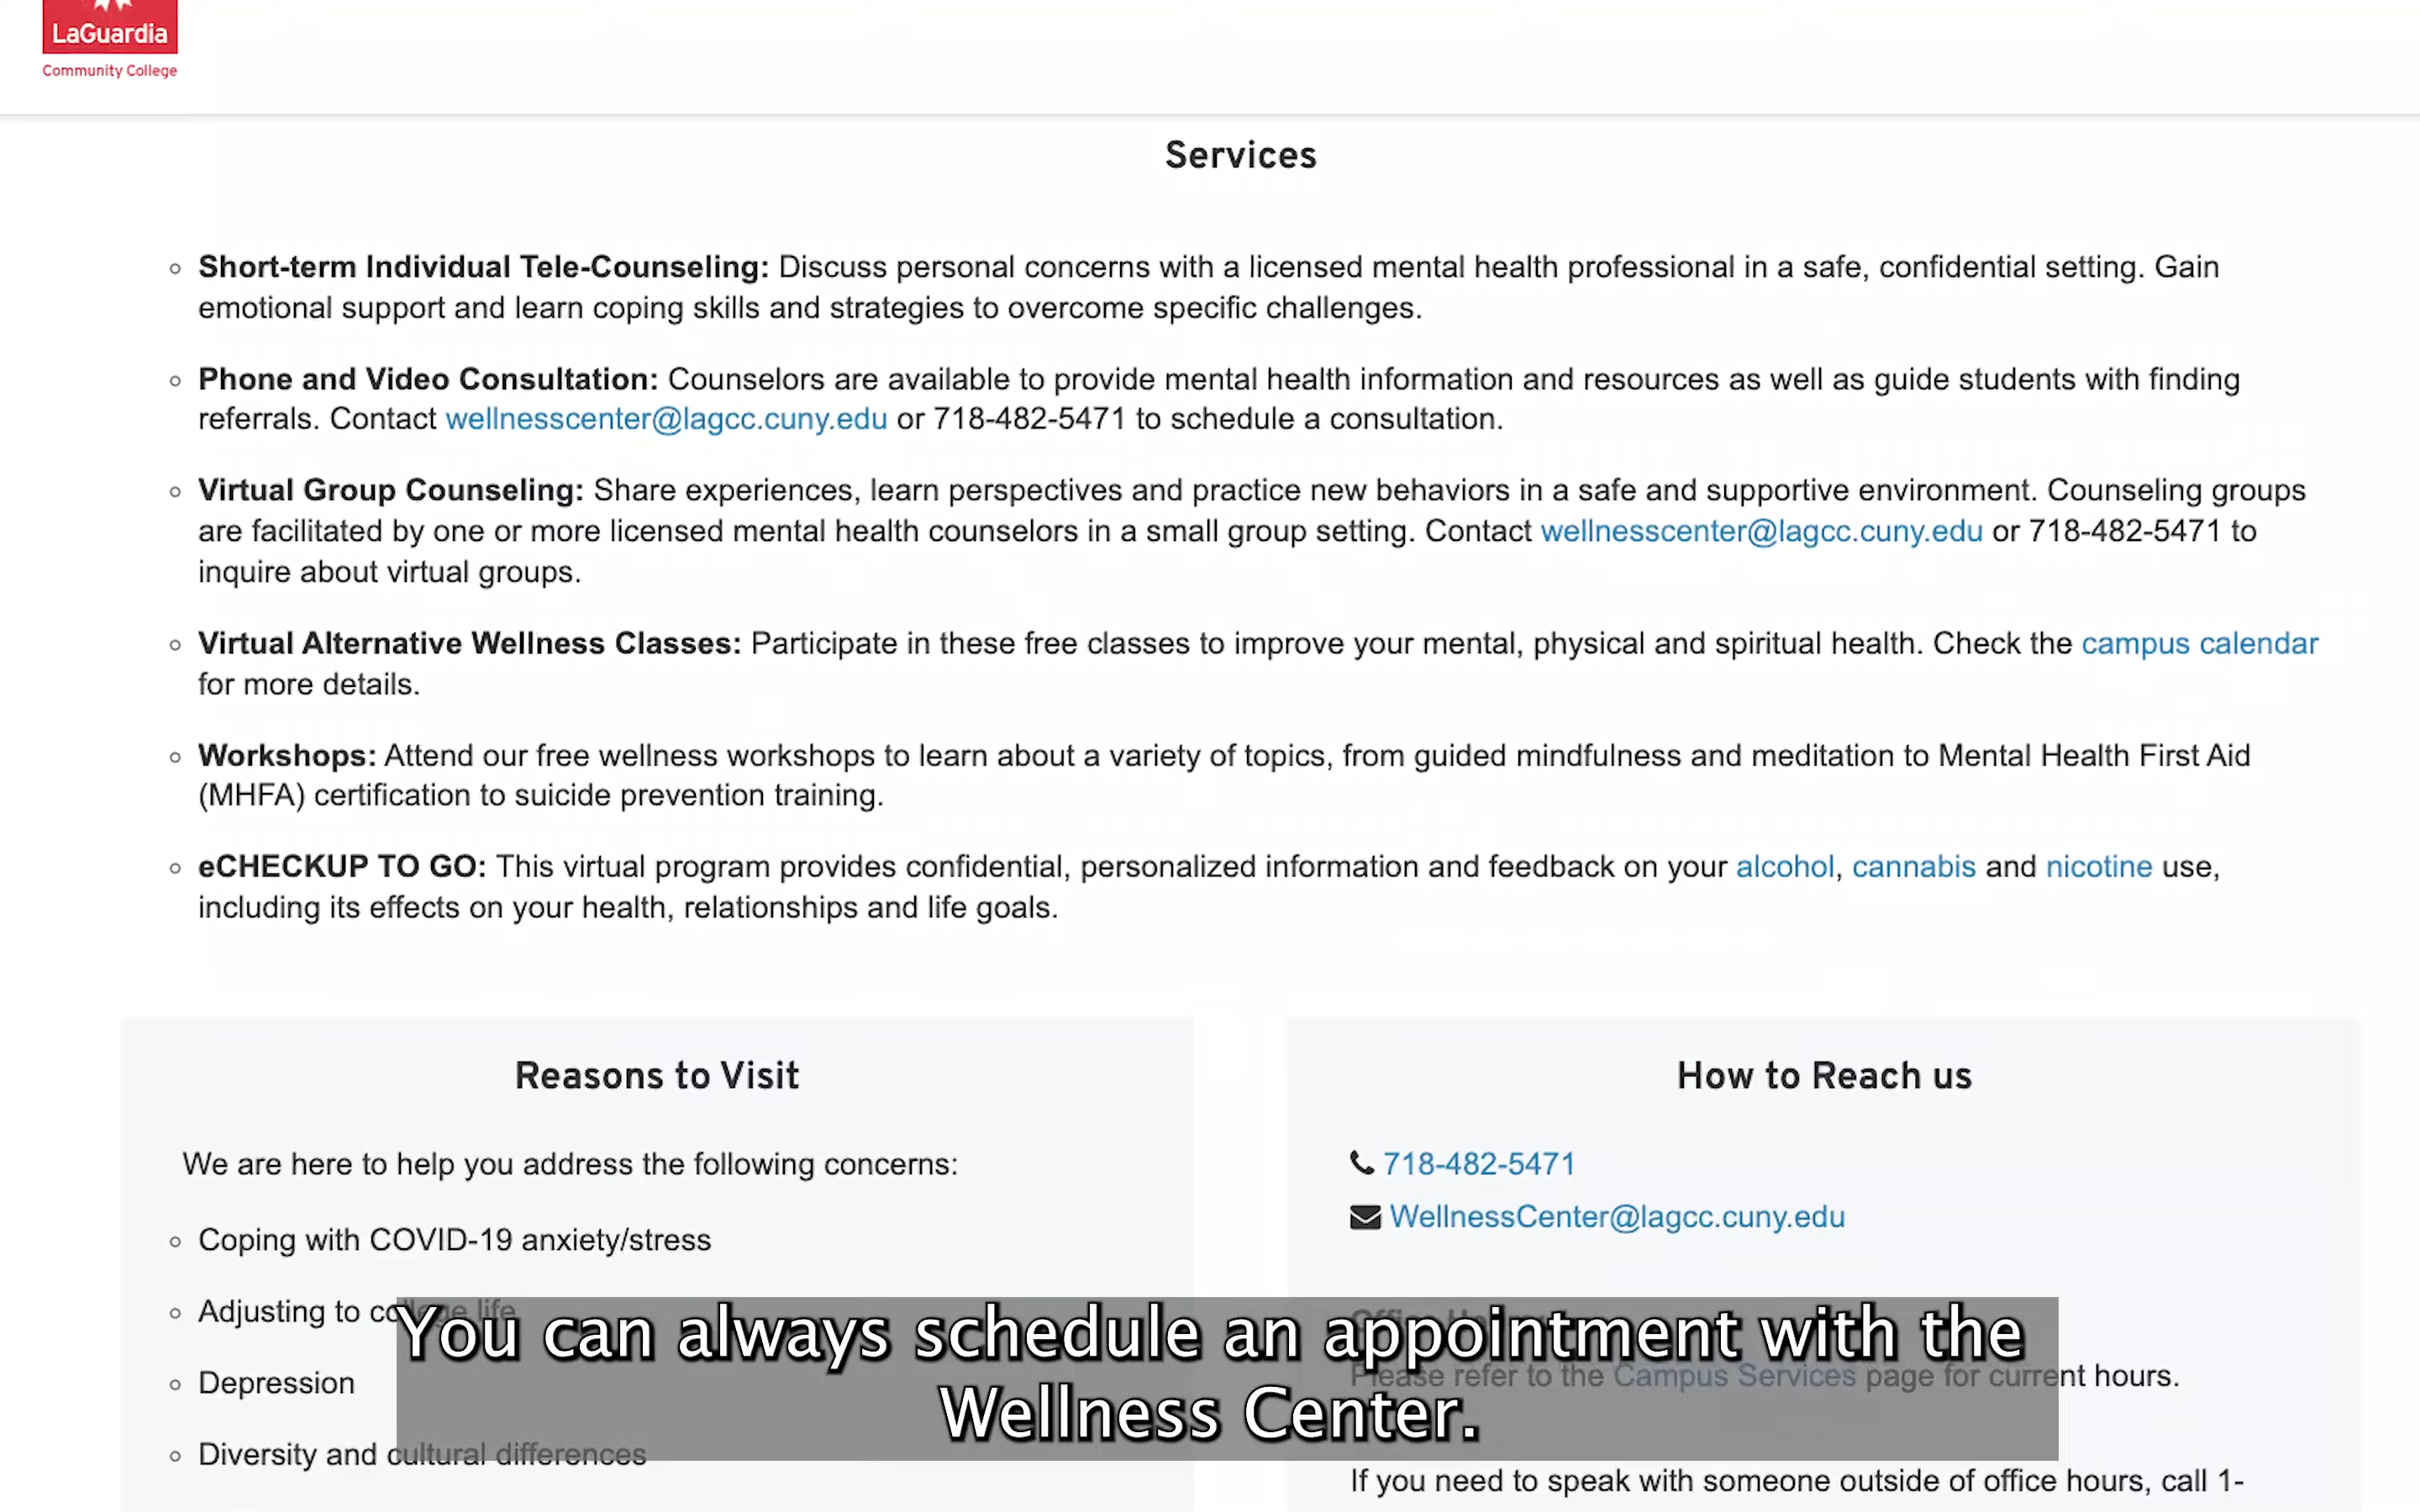 LaGuardia
Community College
Services
Short-term Individual Tele-Counseling: Discuss personal concerns with a licensed mental health professional in a safe, confidential setting. Gain
emotional support and learn coping skills and strategies to overcome specific challenges.
Phone and Video Consultation: Counselors are available to provide mental health information and resources as well as guide students with finding
referrals. Contact wellnesscenter@lagcc.cuny.edu or 718-482-5471 to schedule a consultation.
Virtual Group Counseling: Share experiences, learn perspectives and practice new behaviors in a safe and supportive environment. Counseling groups
are facilitated by one or more licensed mental health counselors in a small group setting. Contact wellnesscenter@lagcc.cuny.edu or 718-482-5471 to
inquire about virtual groups.
Virtual Alternative Wellness Classes: Participate in these free classes to improve your mental, physical and spiritual health. Check the campus calendar
for more details.
Workshops: Attend our free wellness workshops to learn about a variety of topics, from guided mindfulness and meditation to Mental Health First Aid
(MHFA) certification to suicide prevention training.
eCHECKUP TO GO: This virtual program provides confidential, personalized information and feedback on your alcohol, cannabis and nicotine use,
including its effects on your health, relationships and life goals.
Reasons to Visit
We are here to help you address the following concerns:
Coping with COVID-19 anxiety/stress
Adjusting to college life
Depression
Diversity and cultural differences
How to Reach us
718-482-5471
WellnessCenter@lagcc.cuny.edu
Please refer to the Campus Services page for current hours.
If you need to speak with someone outside of office hours, call 1-
You can always schedule an appointment with the
Wellness Center.